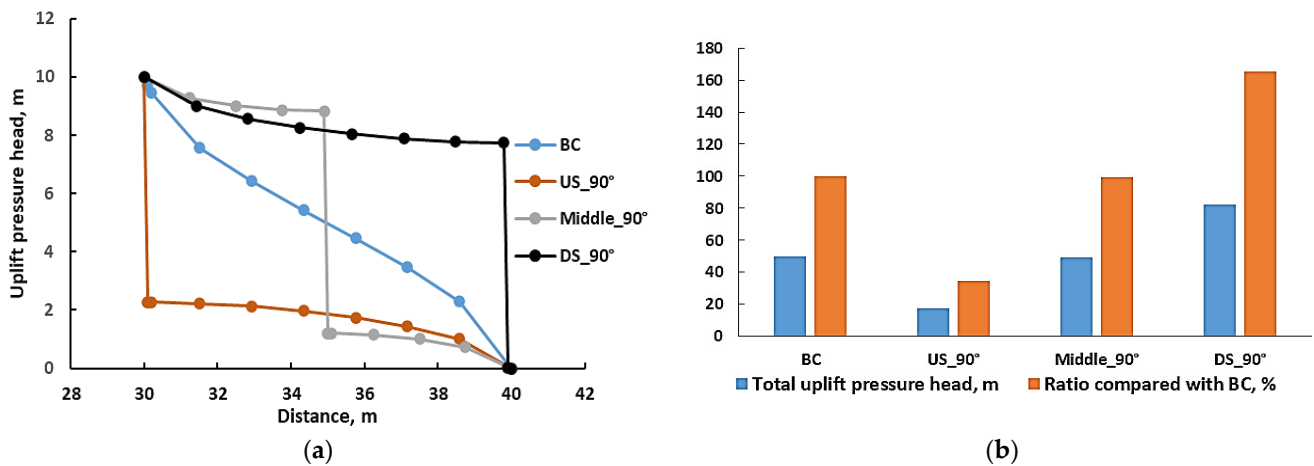 Uplift pressure head, m
12
10
8
6
4
2
0
28
30
32
34
36
38
40
42
Distance, m
BC
US_90°
Middle_90°
DS_90°
(a)
180
160
140
120
100
80
60
40
20
0
BC
US_90°
Middle_90°
DS_90°
Total uplift pressure head, m
Ratio compared with BC, %
(b)